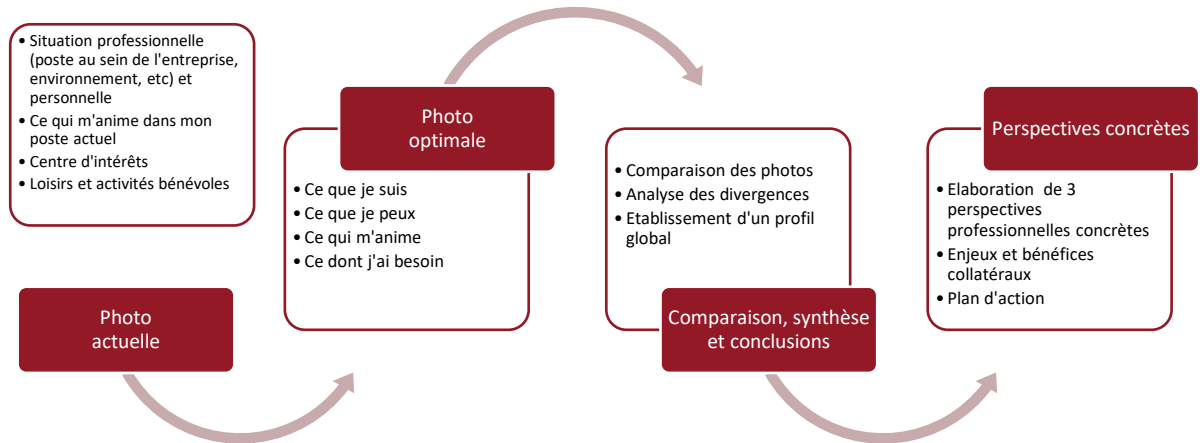 • Situation professionnelle
(poste au sein de l'entreprise,
environnement, etc) et
personnelle
• Ce qui m'anime dans mon
poste actuel
• Centre d'intérêts
• Loisirs et activités bénévoles
Photo
actuelle
Photo
optimale
• Ce que je suis
• Ce que je peux
• Ce qui m'anime
• Ce dont j'ai besoin
• Comparaison des photos
• Analyse des divergences
• Etablissement d'un profil
global
Comparaison, synthèse
et conclusions
Perspectives concrètes
• Elaboration de 3
perspectives
professionnelles concrètes
• Enjeux et bénéfices
collatéraux
• Plan d'action